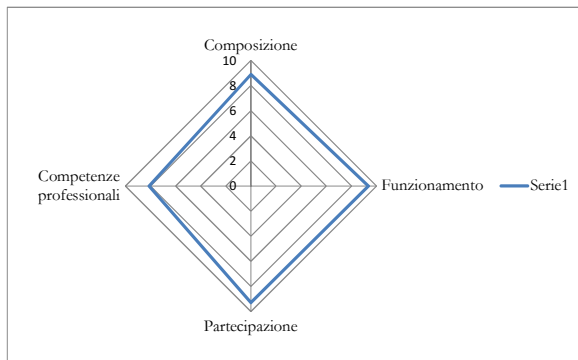 Composizione
10
8
6
4
2
0
Competenze
professionali
Funzionamento
Serie1
Partecipazione